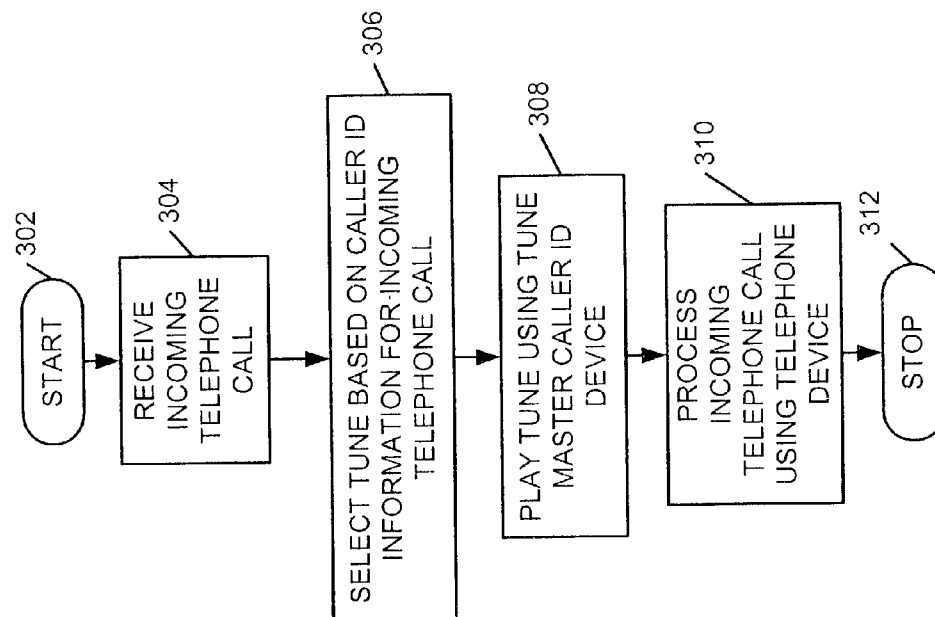 302
START
304
RECEIVE
INCOMING
TELEPHONE
CALL
306
SELECT TUNE BASED ON CALLER ID
INFORMATION FOR-INCOMING
TELEPHONE CALL
308
PLAY TUNE USING TUNE
MASTER CALLER ID
DEVICE
310
PROCESS
INCOMING
TELEPHONE CALL
USING TELEPHONE
DEVICE
312
STOP